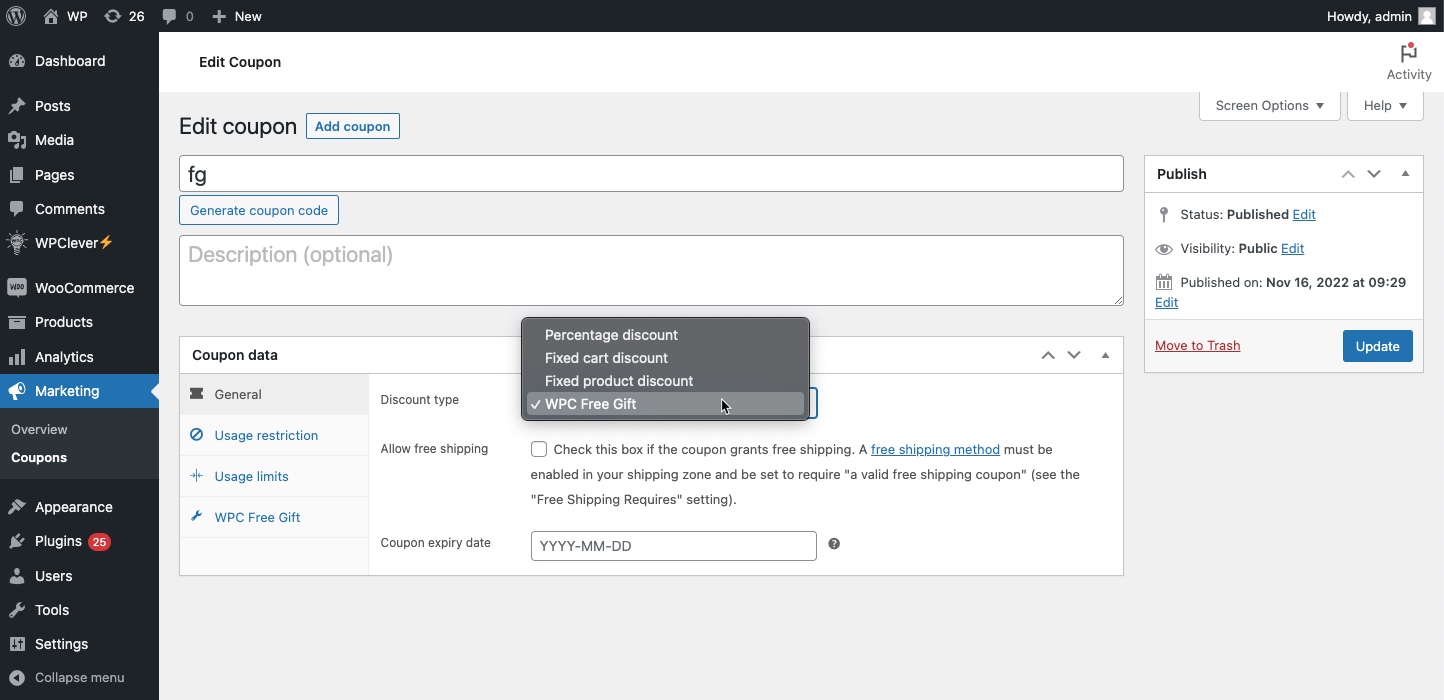 WP
26
0
New
Howdy, admin
Dashboard
Posts
Media
Pages
Comments
WPClever⚡
WooCommerce
Products
Analytics
Marketing
Overview
Coupons
Appearance
Plugins 25
Users
Tools
Settings
Collapse menu
Edit Coupon
Activity
Screen Options ▼
Help ▼
Edit coupon
Add coupon
fg
Generate coupon code
Description (optional)
Coupon data
General
Usage restriction
Usage limits
WPC Free Gift
Discount type
Percentage discount
Fixed cart discount
Fixed product discount
✓ WPC Free Gift
Allow free shipping
Check this box if the coupon grants free shipping. A free shipping method must be
enabled in your shipping zone and be set to require "a valid free shipping coupon" (see the
"Free Shipping Requires" setting).
Coupon expiry date
YYYY-MM-DD
Publish
Status: Published Edit
Visibility: Public Edit
Published on: Nov 16, 2022 at 09:29
Edit
Move to Trash
Update